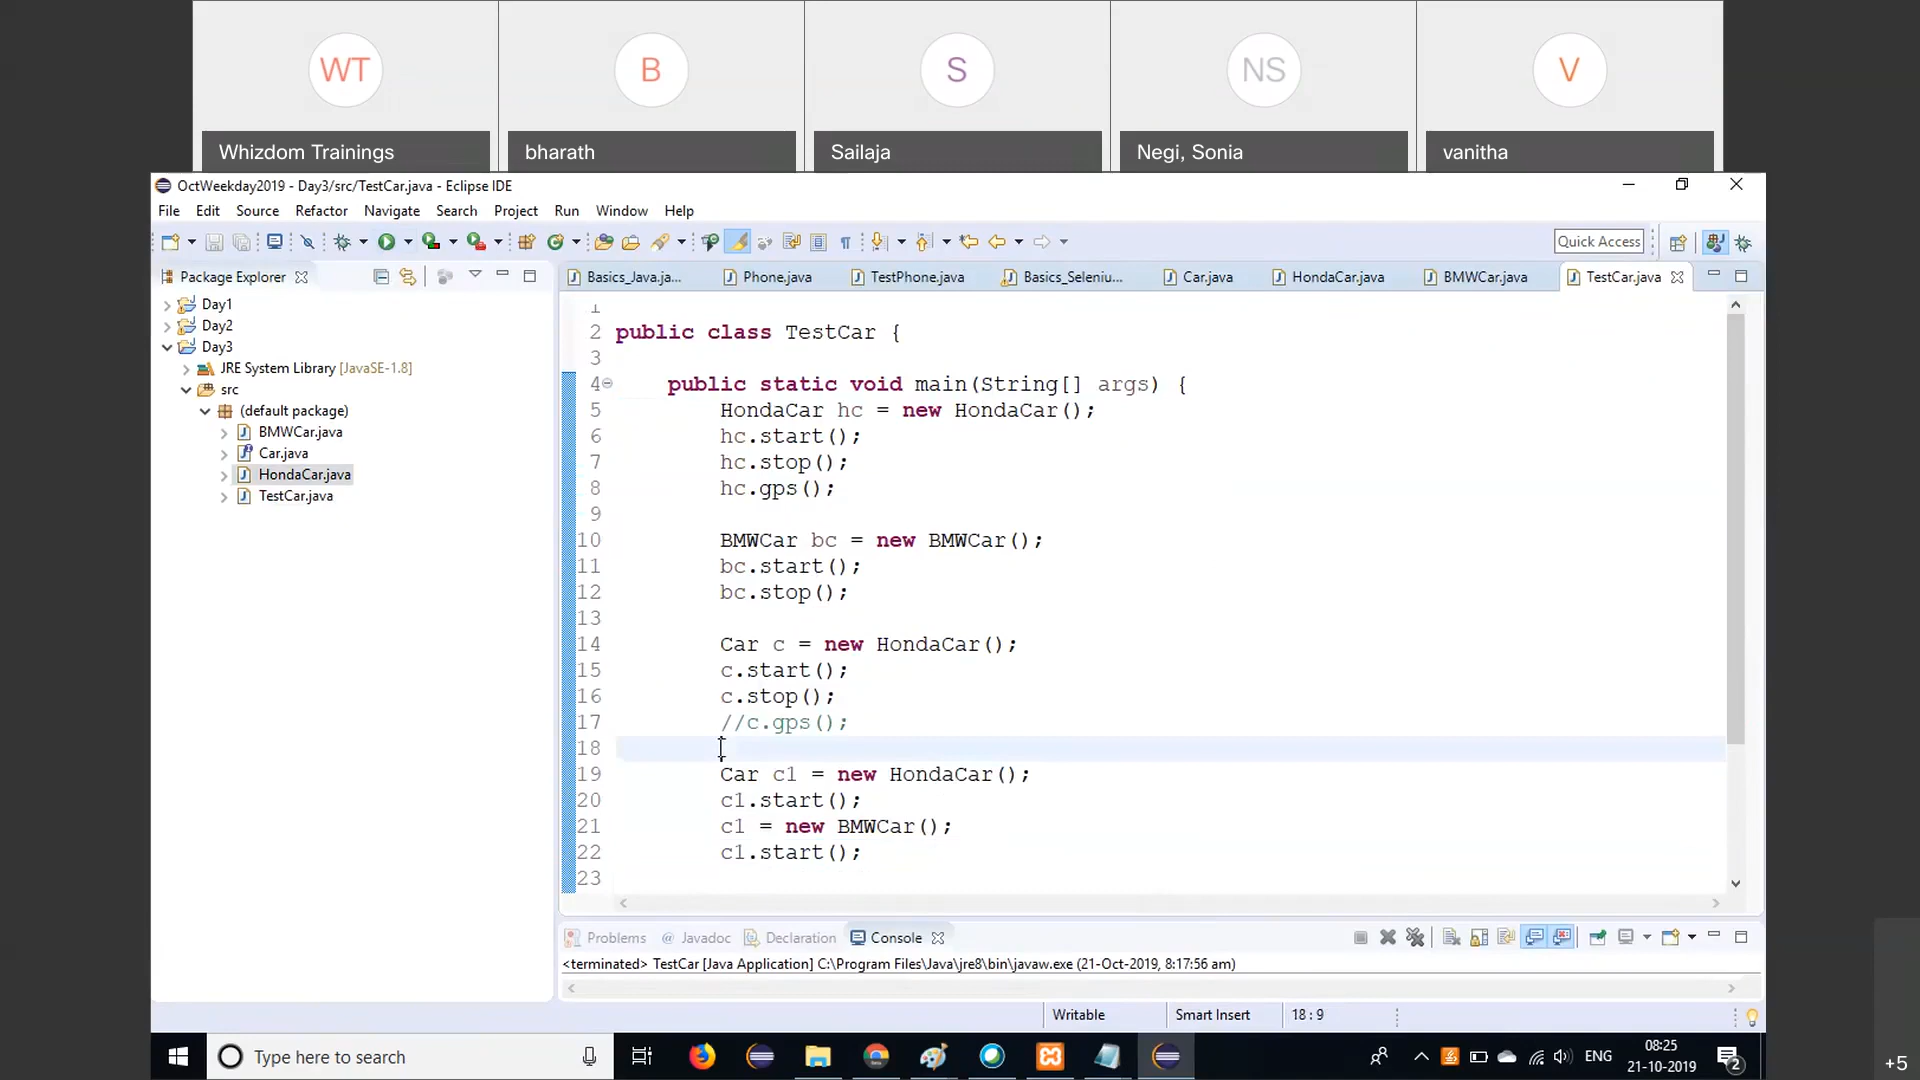 WT
B
S
NS
V
Whizdom Trainings
bharath
Sailaja
Negi, Sonia
vanitha
OctWeekday2019 - Day3/src/TestCar.java - Eclipse IDE
File Edit Source Refactor Navigate Search Project Run Window Help
Quick Access
Package Explorer
Day1
Day2
Day3
JRE System Library [JavaSE-1.8]
src
(default package)
BMWCar.java
Car.java
HondaCar.java
TestCar.java
Basics_Java.ja... Phone.java TestPhone.java Basics_Seleniu... Car.java HondaCar.java BMWCar.java TestCar.java
1
2 public class TestCar {
3
4 public static void main(String[] args) {
5 HondaCar hc = new HondaCar();
6 hc.start();
7 hc.stop();
8 hc.gps();
9
10 BMWCar bc = new BMWCar();
11 bc.start();
12 bc.stop();
13
14 Car c = new HondaCar();
15 c.start();
16 c.stop();
17 //c.gps();
18
19 Car c1 = new HondaCar();
20 c1.start();
21 c1 = new BMWCar();
22 c1.start();
23
Problems @ Javadoc Declaration Console
<terminated> TestCar [Java Application] C:\Program Files\Java\jre8\bin\javaw.exe (21-Oct-2019, 8:17:56 am)
Writable Smart Insert 18 : 9
Type here to search
ENG
08:25
21-10-2019
2
+5